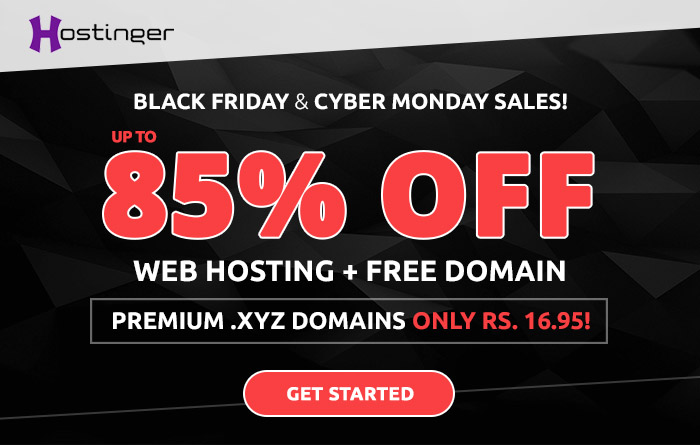 Hostinger
BLACK FRIDAY & CYBER MONDAY SALES!
UP TO
85% OFF
WEB HOSTING + FREE DOMAIN
PREMIUM .XYZ DOMAINS ONLY RS. 16.95!
GET STARTED